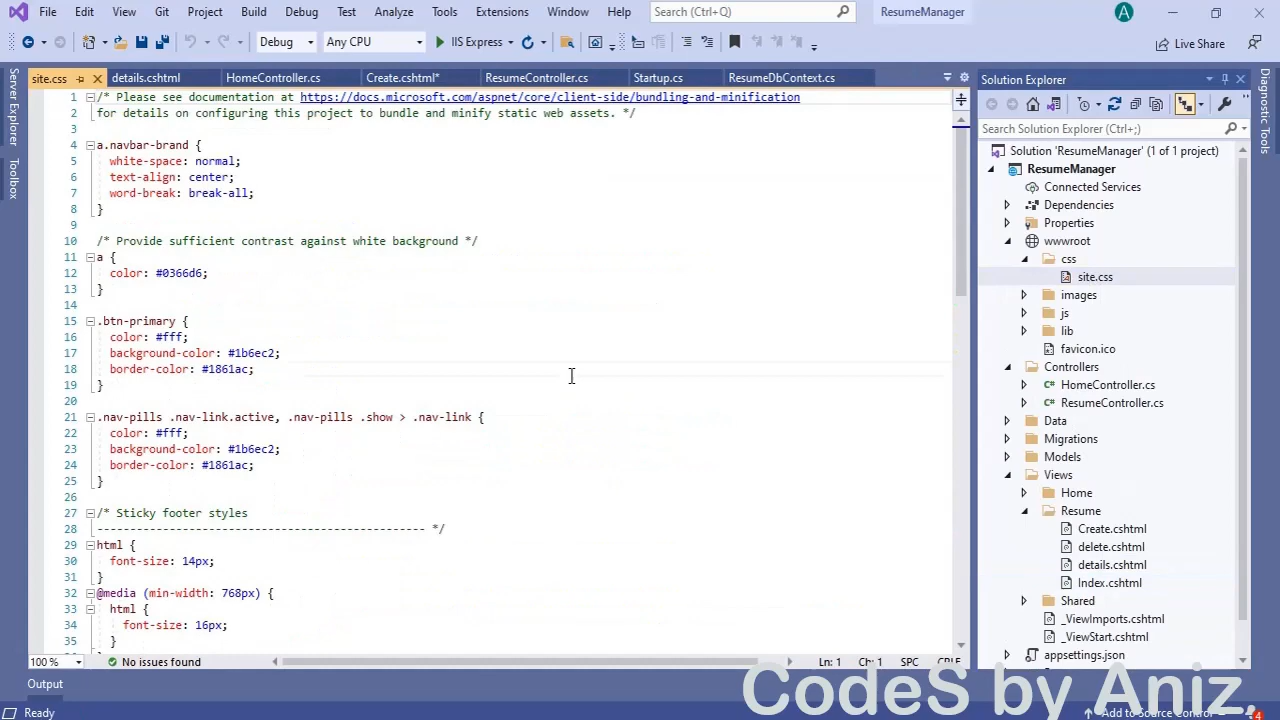 File Edit View Git Project Build Debug Test Analyze Tools Extensions Window Help Search (Ctrl+Q) ResumeManager A
Debug Any CPU IIS Express Live Share
site.css details.cshtml HomeController.cs Create.cshtml* ResumeController.cs Startup.cs ResumeDbContext.cs
Server Explorer
Toolbox
1 /* Please see documentation at https://docs.microsoft.com/aspnet/core/client-side/bundling-and-minification
2 for details on configuring this project to bundle and minify static web assets. */
3
4 a.navbar-brand {
5 white-space: normal;
6 text-align: center;
7 word-break: break-all;
8 }
9
10 /* Provide sufficient contrast against white background */
11 a {
12 color: #0366d6;
13 }
14
15 .btn-primary {
16 color: #fff;
17 background-color: #1b6ec2;
18 border-color: #1861ac;
19 }
20
21 .nav-pills .nav-link.active, .nav-pills .show > .nav-link {
22 color: #fff;
23 background-color: #1b6ec2;
24 border-color: #1861ac;
25 }
26
27 /* Sticky footer styles
28 -------------------------------------------------- */
29 html {
30 font-size: 14px;
31 }
32 @media (min-width: 768px) {
33 html {
34 font-size: 16px;
35 }
100 % No issues found Ln: 1 Ch: 1 SPC CRLF
Output
Ready
Solution Explorer
Search Solution Explorer (Ctrl+;)
Solution 'ResumeManager' (1 of 1 project)
ResumeManager
Connected Services
Dependencies
Properties
wwwroot
css
site.css
images
js
lib
favicon.ico
Controllers
HomeController.cs
ResumeController.cs
Data
Migrations
Models
Views
Home
Resume
Create.cshtml
delete.cshtml
details.cshtml
Index.cshtml
Shared
_ViewImports.cshtml
_ViewStart.cshtml
appsettings.json
Diagnostic Tools
CodeS by Aniz
Add to Source Control
4